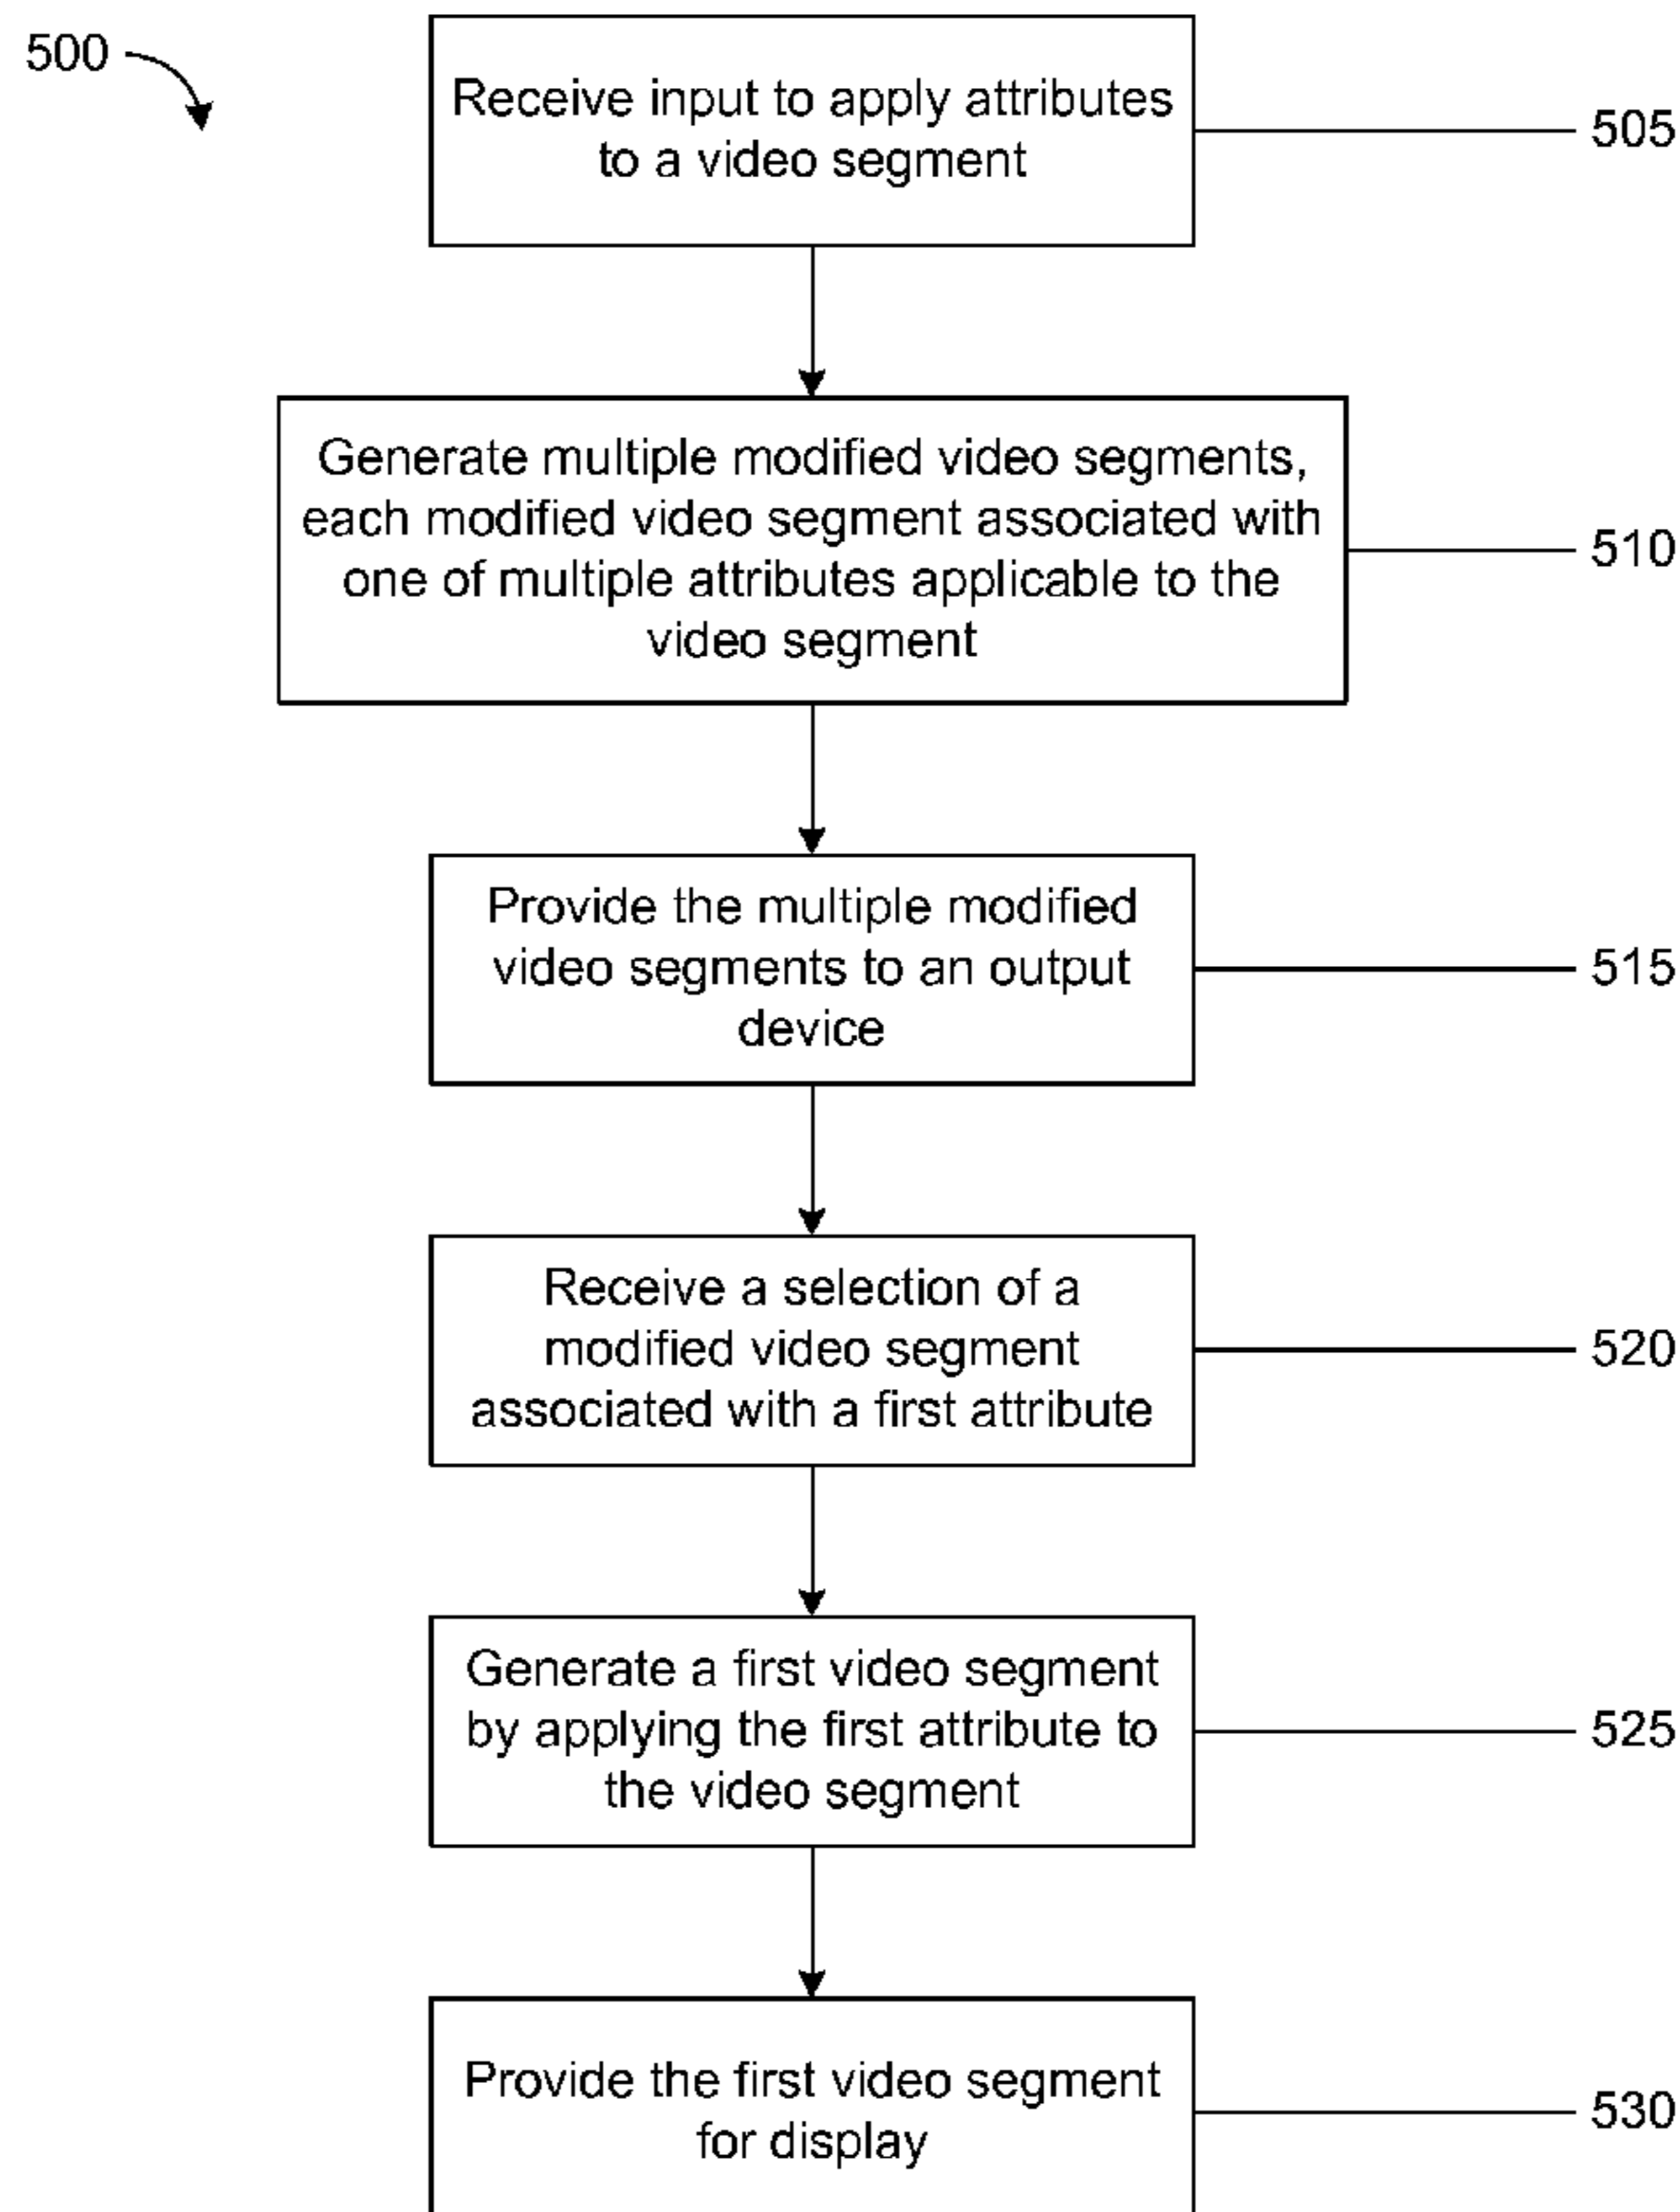 500
Receive input to apply attributes
to a video segment
505
Generate multiple modified video segments,
each modified video segment associated with
one of multiple attributes applicable to the
video segment
510
Provide the multiple modified
video segments to an output
device
515
Receive a selection of a
modified video segment
associated with a first attribute
520
Generate a first video segment
by applying the first attribute to
the video segment
525
Provide the first video segment
for display
530